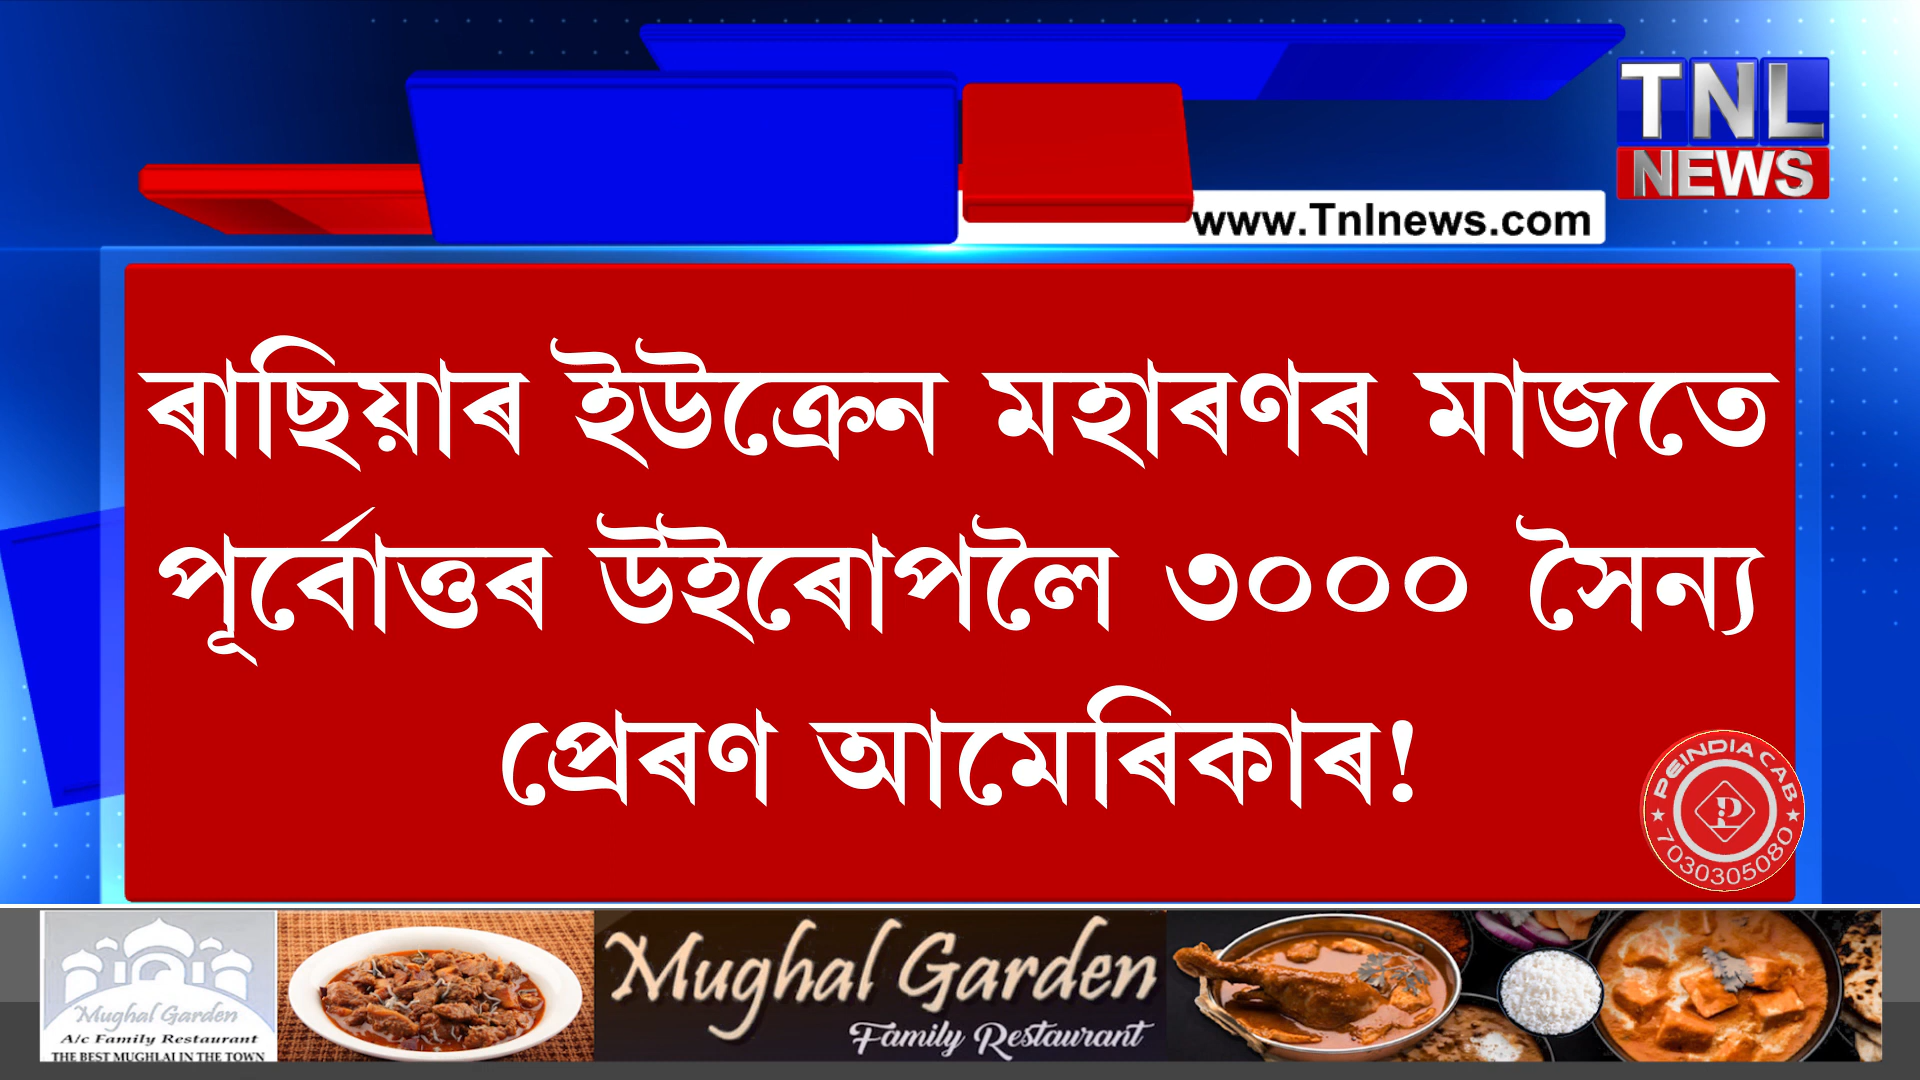 TNL
NEWS
www.Tnlnews.com
ৰাছিয়াৰ ইউক্ৰেন মহাৰণৰ মাজতে
পূৰ্বোত্তৰ উইৰোপলৈ ৩০০০ সৈন্য
প্ৰেৰণ আমেৰিকাৰ!
PEINDIA CAB
P
7030305080
Mughal Garden
A/c Family Restaurant
THE BEST MUGHLAI IN THE TOWN
Mughal Garden
Family Restaurant